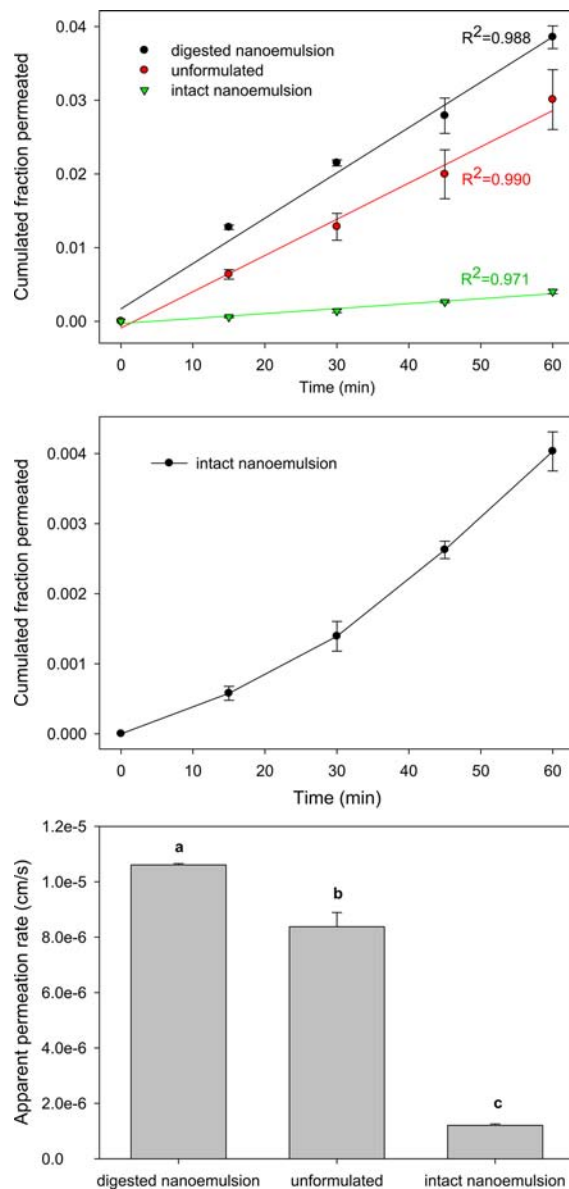 0.04
digested nanoemulsion
R²=0.988
unformulated
intact nanoemulsion
0.03
0.02
R²=0.990
0.01
R²=0.971
0.00
Cumulated fraction permeated
0 10 20 30 40 50 60
Time (min)
intact nanoemulsion
0.004
0.003
0.002
0.001
0.000
Cumulated fraction permeated
0 10 20 30 40 50 60
Time (min)
1.2e-5
a
1.0e-5
b
8.0e-6
6.0e-6
4.0e-6
2.0e-6
c
0.0
Apparent permeation rate (cm/s)
digested nanoemulsion unformulated intact nanoemulsion